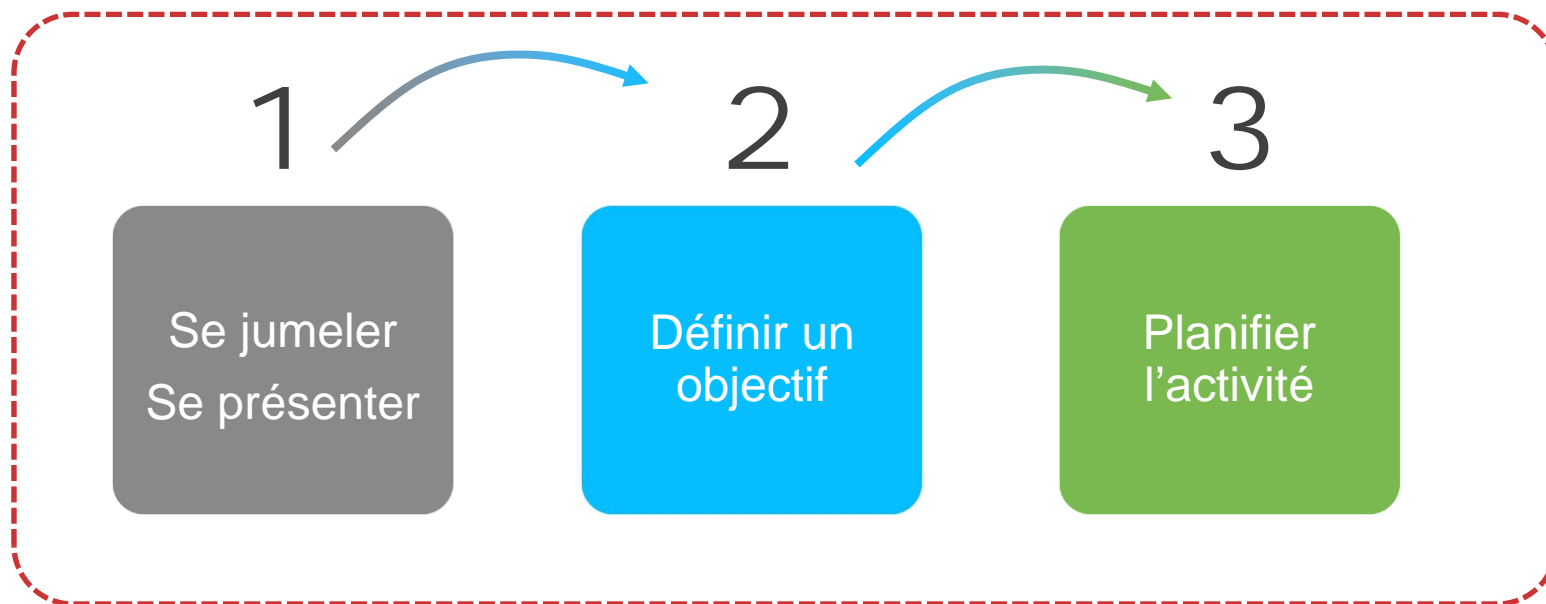 1
2
3
Se jumeler
Se présenter
Définir un
objectif
Planifier
l’activité